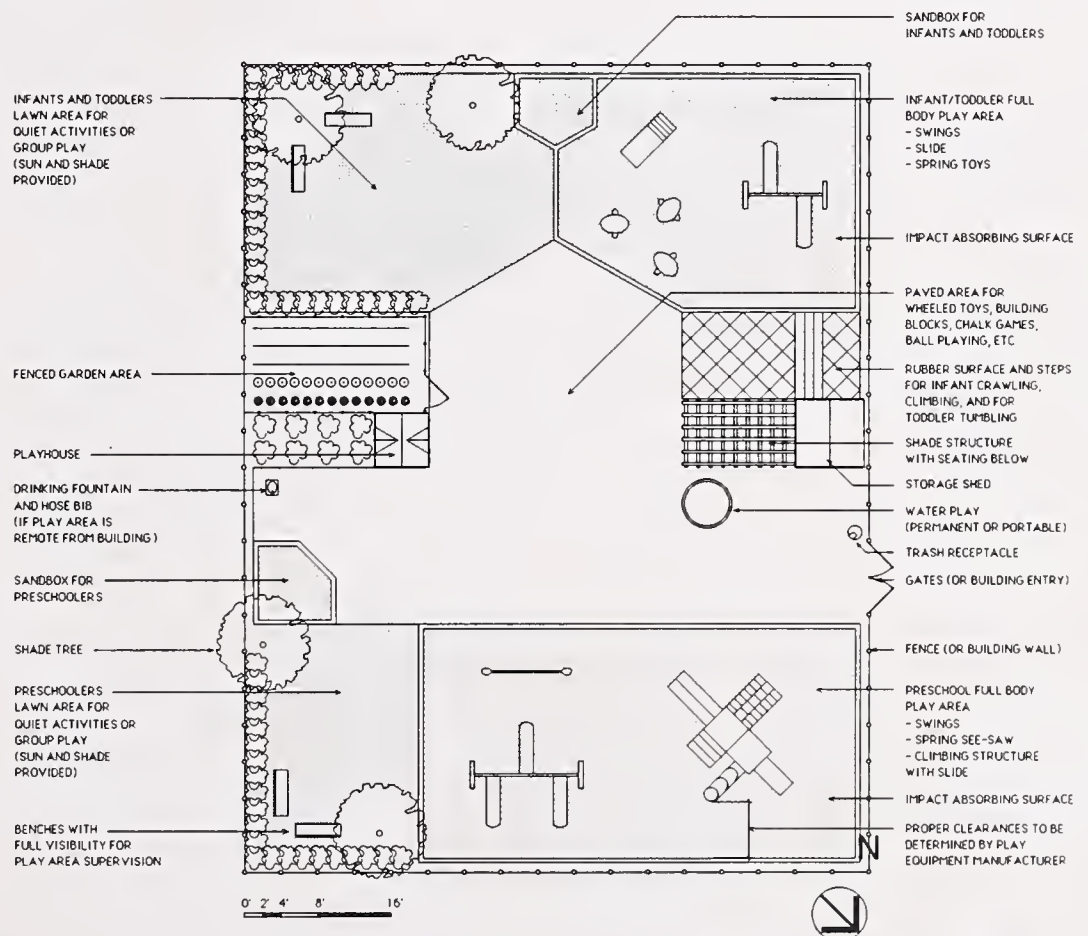 SANDBOX FOR
INFANTS AND TODDLERS
INFANTS AND TODDLERS
LAWN AREA FOR
QUIET ACTIVITIES OR
GROUP PLAY
(SUN AND SHADE
PROVIDED)
FENCED GARDEN AREA
PLAYHOUSE
DRINKING FOUNTAIN
AND HOSE BIB
(IF PLAY AREA IS
REMOTE FROM BUILDING)
SANDBOX FOR
PRESCHOOLERS
SHADE TREE
PRESCHOOLERS
LAWN AREA FOR
QUIET ACTIVITIES OR
GROUP PLAY
(SUN AND SHADE
PROVIDED)
BENCHES WITH
FULL VISIBILITY FOR
PLAY AREA SUPERVISION
INFANT/TODDLER FULL
BODY PLAY AREA
- SWINGS
- SLIDE
- SPRING TOYS
IMPACT ABSORBING SURFACE
PAVED AREA FOR
WHEELED TOYS, BUILDING
BLOCKS, CHALK GAMES,
BALL PLAYING, ETC
RUBBER SURFACE AND STEPS
FOR INFANT CRAWLING,
CLIMBING, AND FOR
TODDLER TUMBLING
SHADE STRUCTURE
WITH SEATING BELOW
STORAGE SHED
WATER PLAY
(PERMANENT OR PORTABLE)
TRASH RECEPTACLE
GATES (OR BUILDING ENTRY)
FENCE (OR BUILDING WALL)
PRESCHOOL FULL BODY
PLAY AREA
- SWINGS
- SPRING SEE-SAW
- CLIMBING STRUCTURE
WITH SLIDE
IMPACT ABSORBING SURFACE
PROPER CLEARANCES TO BE
DETERMINED BY PLAY
EQUIPMENT MANUFACTURER
N
0' 2' 4' 8' 16'